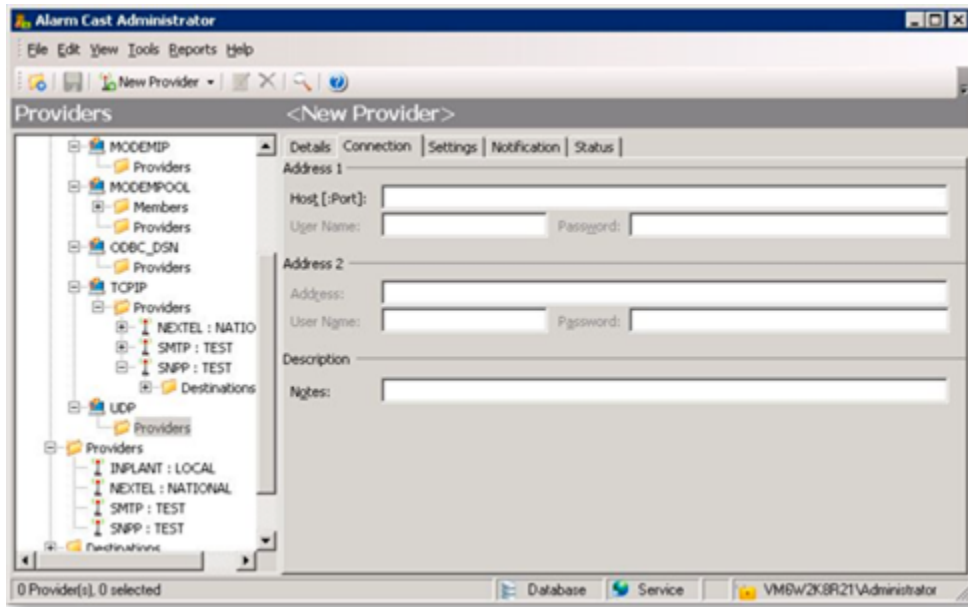 Alarm Cast Administrator
File Edit View Tools Reports Help
New Provider
Providers
<New Provider>
MODEMIP
Providers
MODEMPOOL
Members
Providers
ODBC_DSN
Providers
TCPIP
Providers
NEXTEL : NATIO
SMTP : TEST
SNPP : TEST
Destinations
UDP
Providers
Providers
INPLANT : LOCAL
NEXTEL : NATIONAL
SMTP : TEST
SNPP : TEST
Destinations
Details Connection Settings Notification Status
Address 1
Host [:Port]:
User Name: Password:
Address 2
Address:
User Name: Password:
Description
Notes:
0 Provider(s), 0 selected
Database Service VM6W2K8R21\Administrator